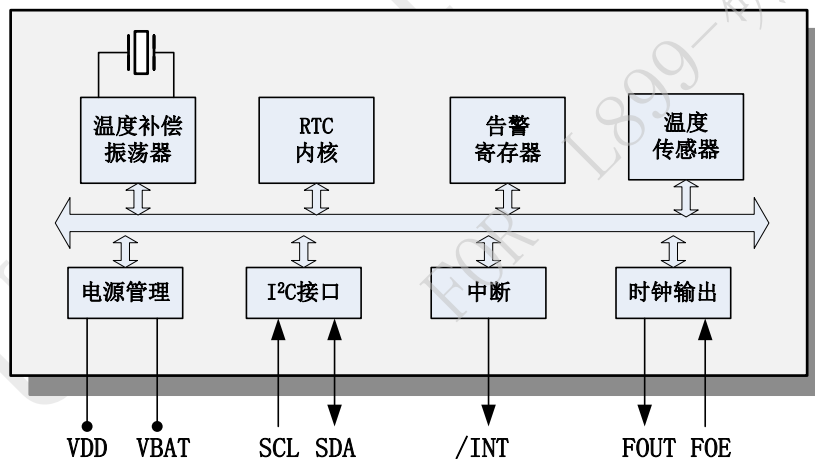 温度补偿
振荡器
RTC
内核
告警
寄存器
温度
传感器
电源管理
I²C接口
中断
时钟输出
VDD VBAT SCL SDA /INT FOUT FOE
FOR L899-